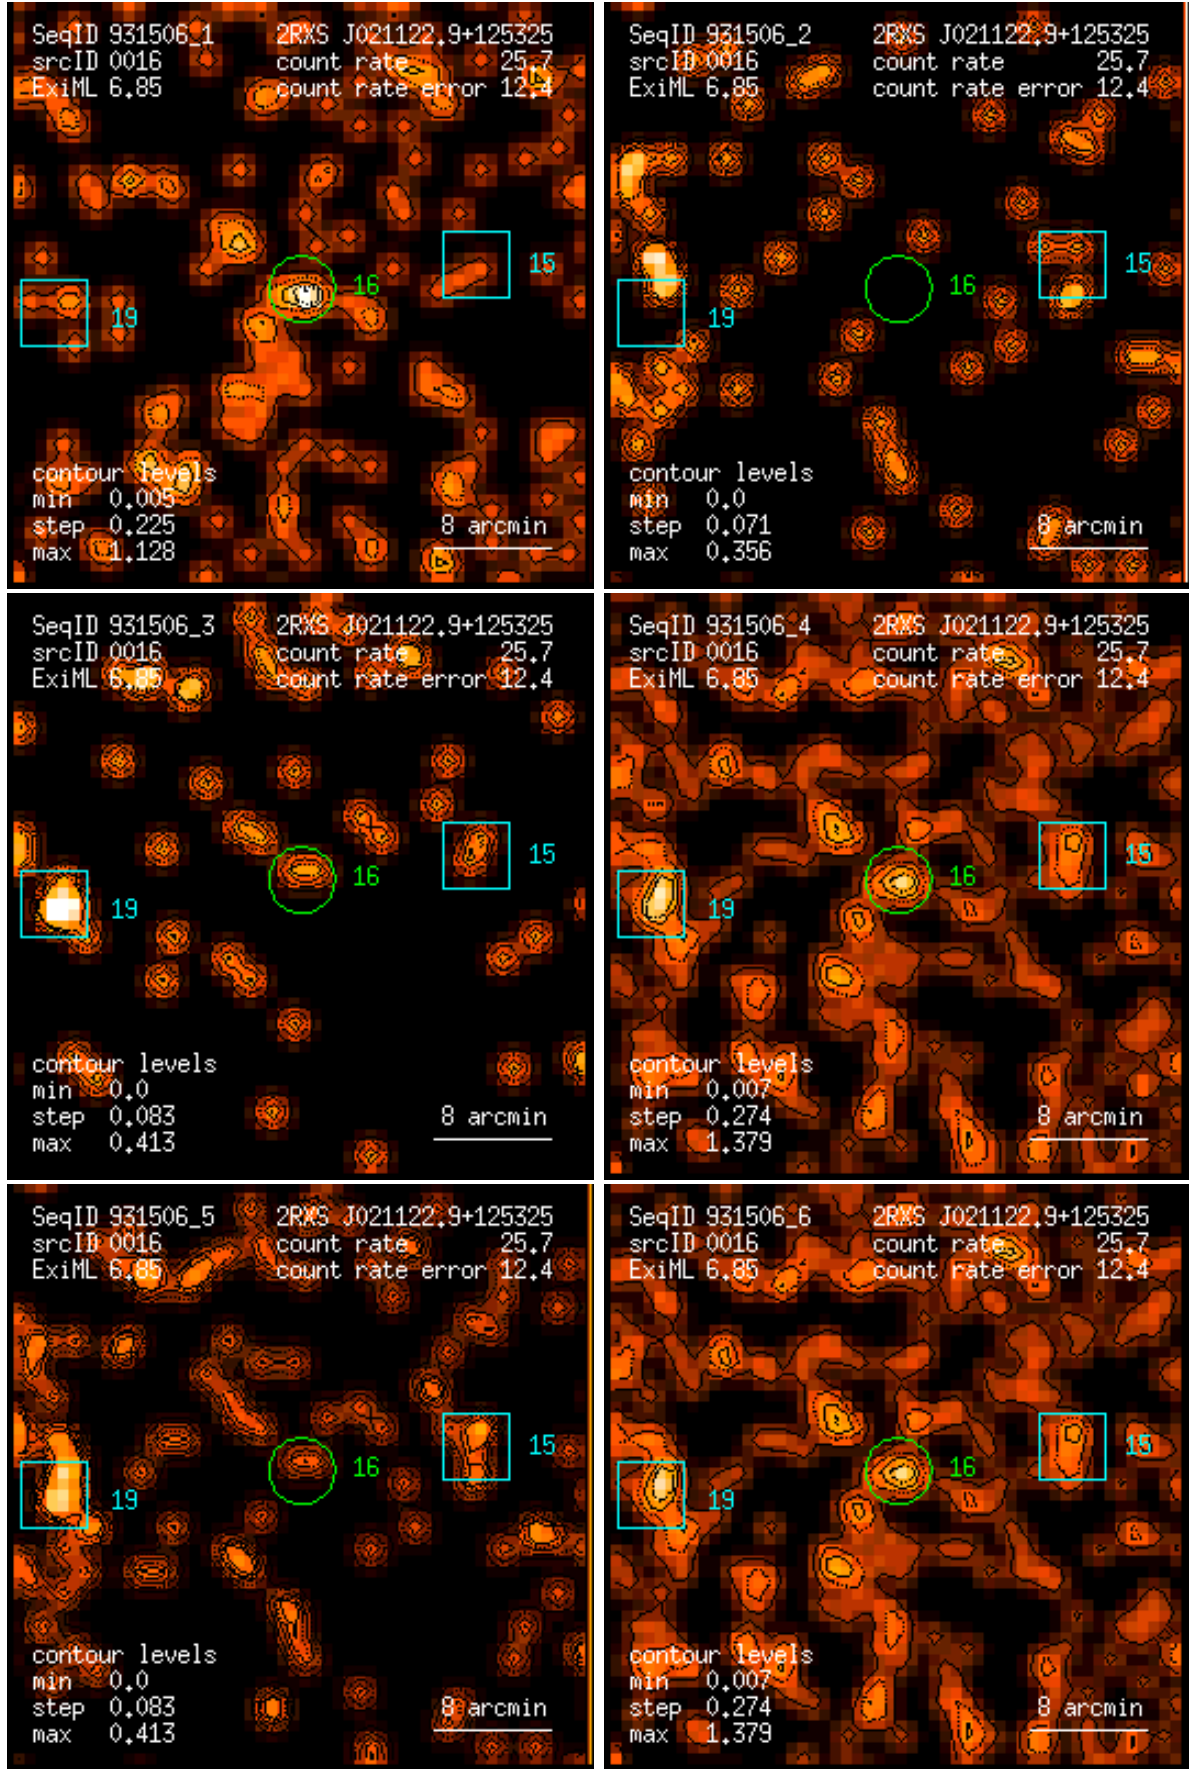 SeqID 931506_1 2RXS J021122.9+125325
srcID 0016 count rate 25.7
ExiML 6.85 count rate error 12.4
15
16
19
contour levels
min 0.005
step 0.225 8 arcmin
max 1.128
SeqID 931506_2 2RXS J021122.9+125325
srcID 0016 count rate 25.7
ExiML 6.85 count rate error 12.4
15
16
19
contour levels
min 0.0
step 0.071 8 arcmin
max 0.356
SeqID 931506_3 2RXS J021122.9+125325
srcID 0016 count rate 25.7
ExiML 6.85 count rate error 12.4
15
16
19
contour levels
min 0.0
step 0.083 8 arcmin
max 0.413
SeqID 931506_4 2RXS J021122.9+125325
srcID 0016 count rate 25.7
ExiML 6.85 count rate error 12.4
15
16
19
contour levels
min 0.007
step 0.274 8 arcmin
max 1.379
SeqID 931506_5 2RXS J021122.9+125325
srcID 0016 count rate 25.7
ExiML 6.85 count rate error 12.4
15
16
19
contour levels
min 0.0
step 0.083 8 arcmin
max 0.413
SeqID 931506_6 2RXS J021122.9+125325
srcID 0016 count rate 25.7
ExiML 6.85 count rate error 12.4
15
16
19
contour levels
min 0.007
step 0.274 8 arcmin
max 1.379